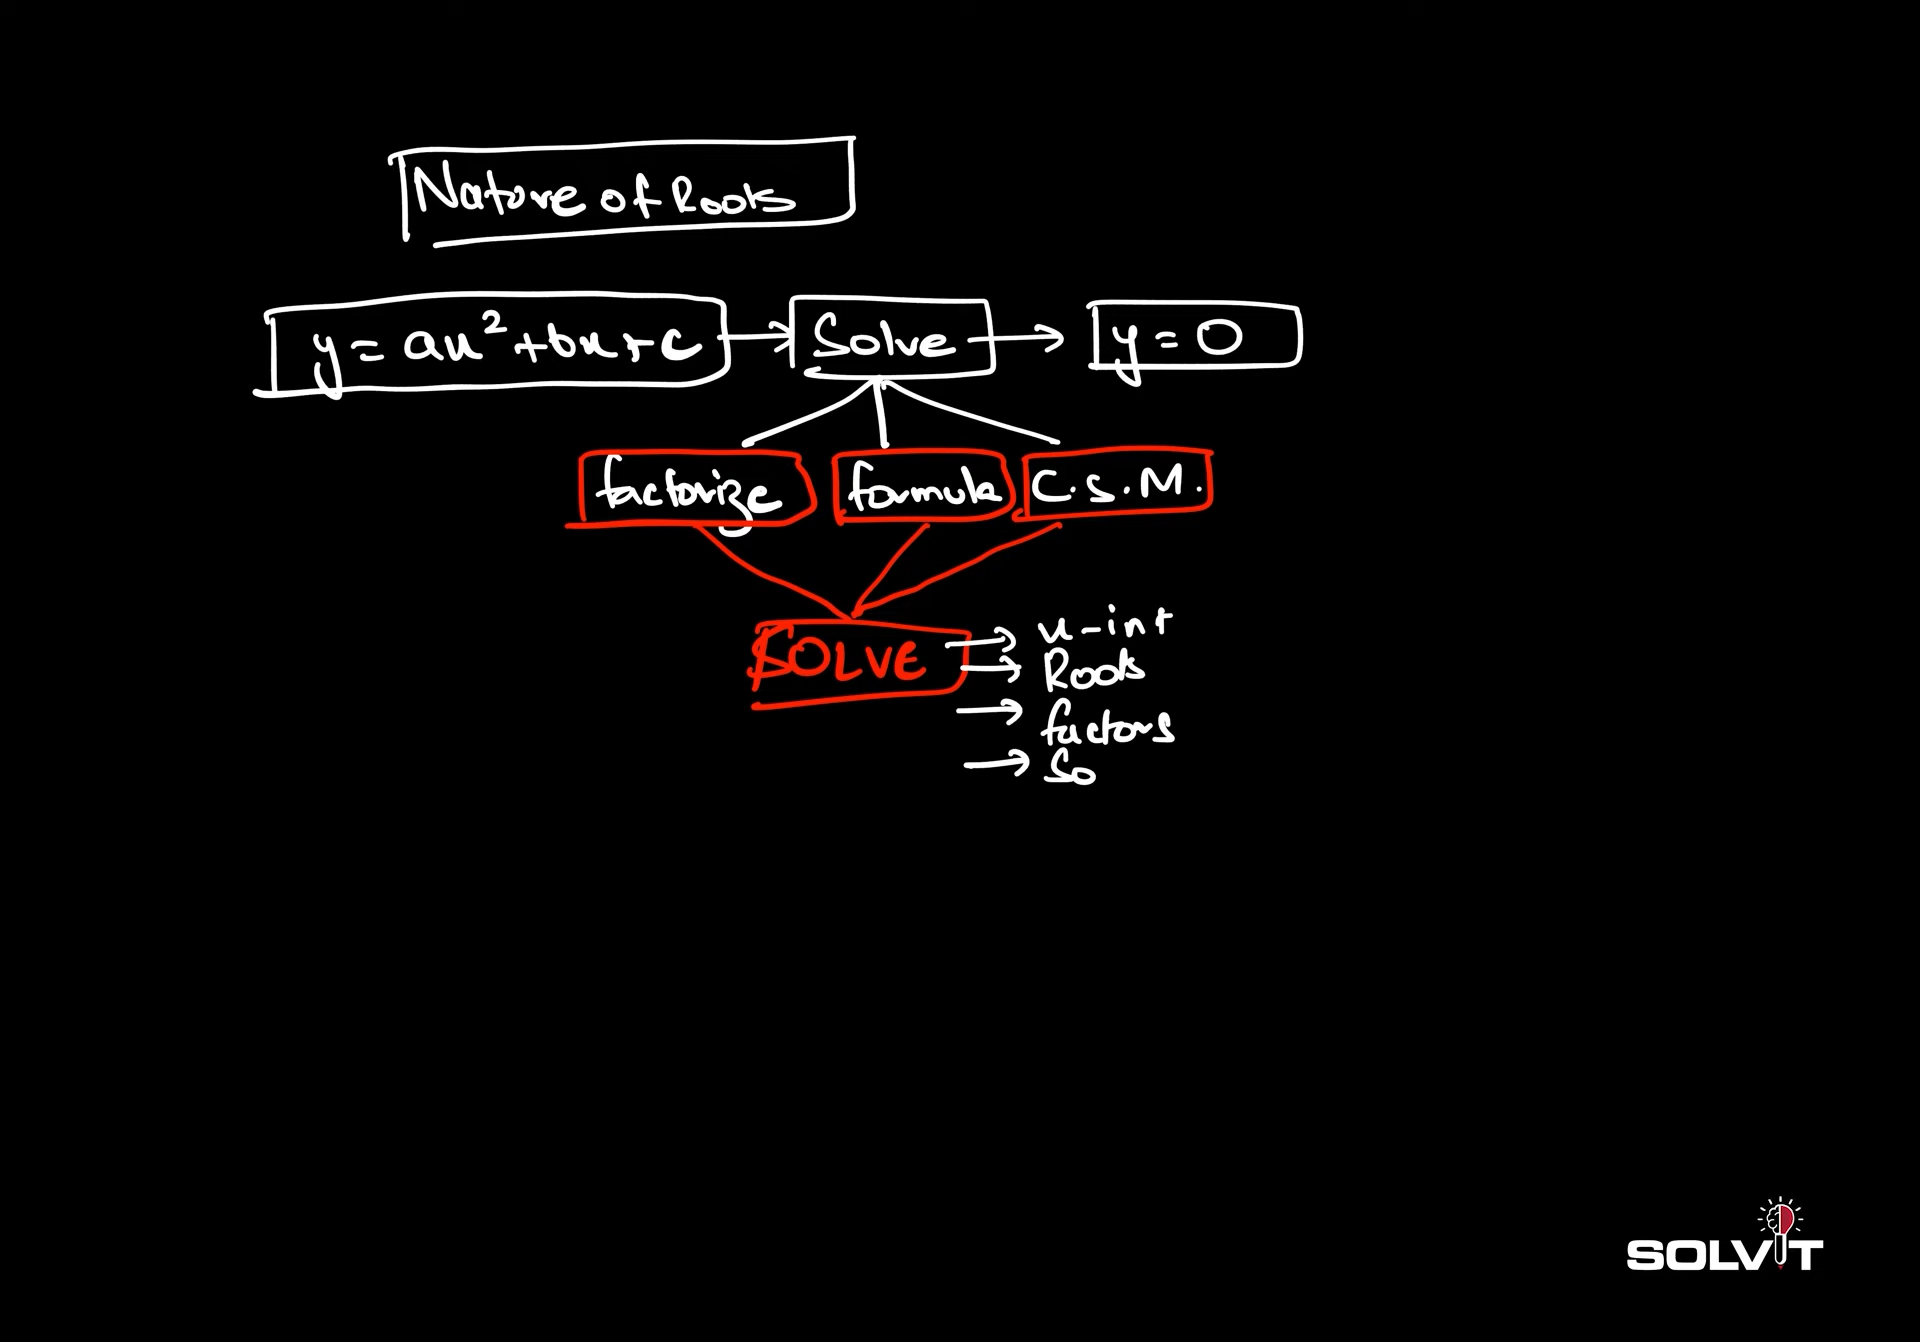 Nature of Roots
y = ax² + bx + c → Solve → y = 0
factorize formula C.S.M.
SOLVE → x-int
→ Roots
→ factors
→ So
SOLVIT